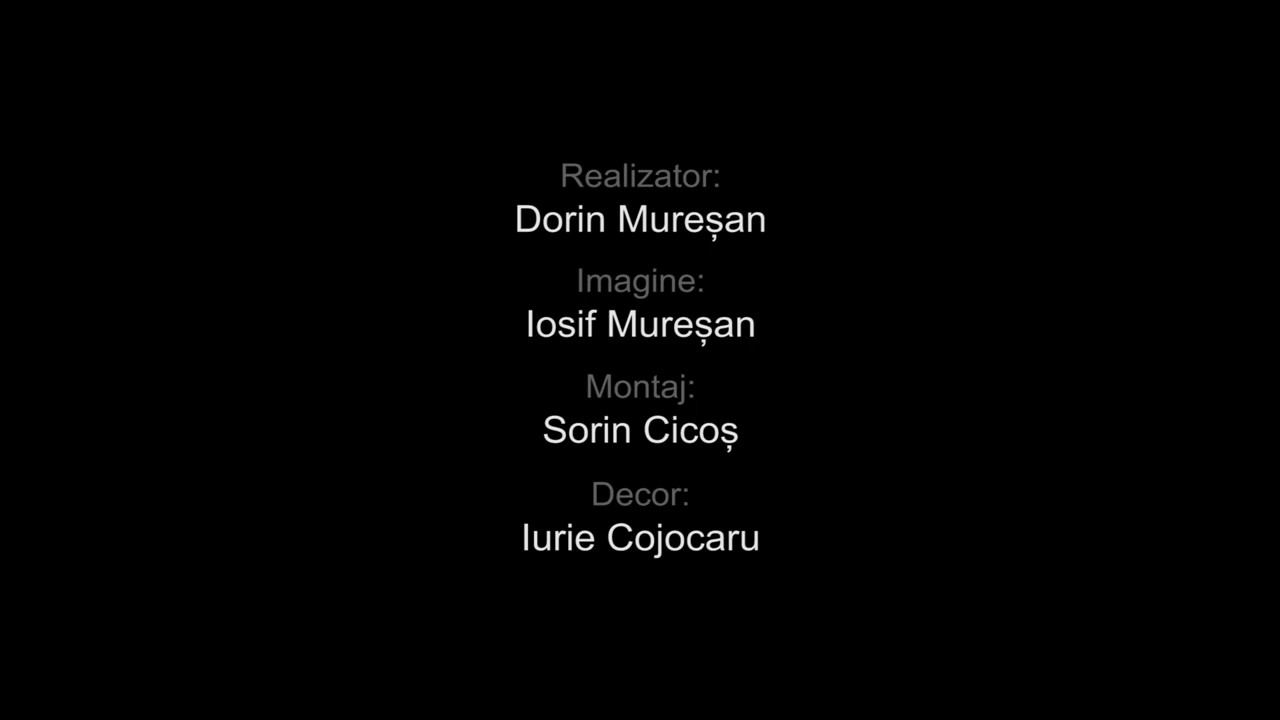 Realizator:
Dorin Mureșan
Imagine:
Iosif Mureșan
Montaj:
Sorin Cicoș
Decor:
Iurie Cojocaru